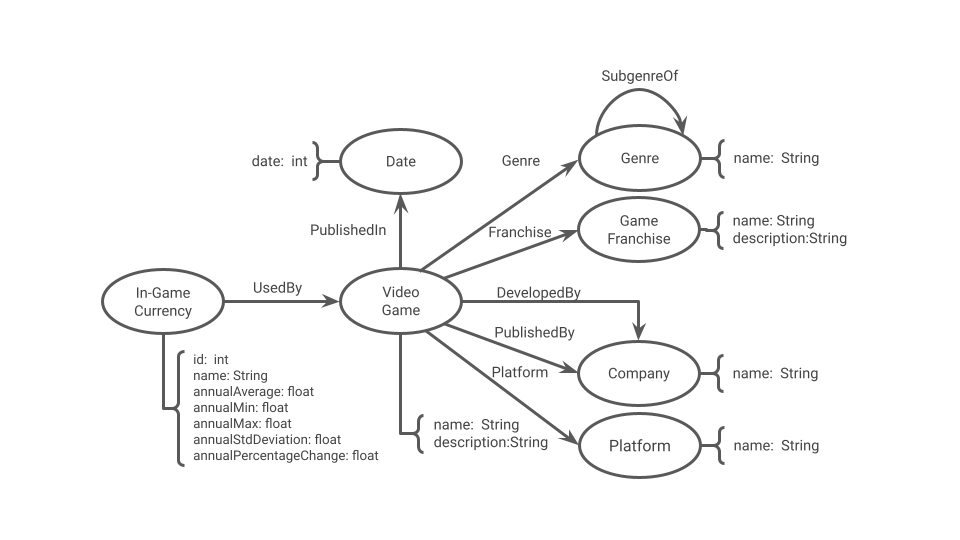 SubgenreOf
date: int
Date
Genre
Genre
name: String
PublishedIn
Franchise
Game
Franchise
name: String
description:String
In-Game
Currency
UsedBy
Video
Game
DevelopedBy
PublishedBy
Platform
Company
name: String
id: int
name: String
annualAverage: float
annualMin: float
annualMax: float
annualStdDeviation: float
annualPercentageChange: float
name: String
description:String
Platform
name: String